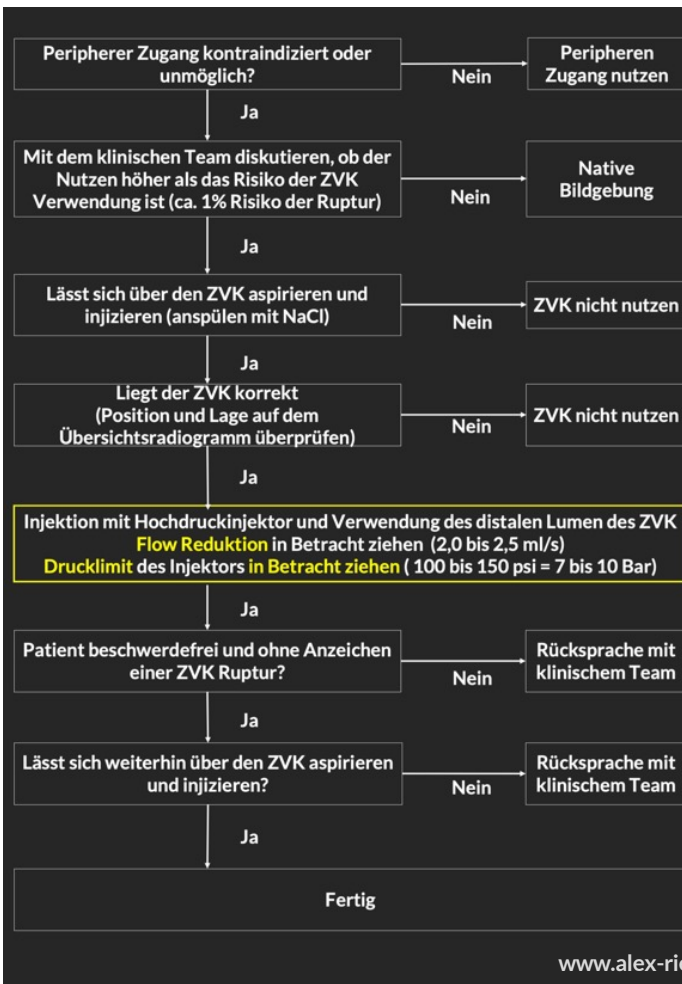 Peripherer Zugang kontraindiziert oder
unmöglich?
Nein
Peripheren
Zugang nutzen
Ja
Mit dem klinischen Team diskutieren, ob der
Nutzen höher als das Risiko der ZVK
Verwendung ist (ca. 1% Risiko der Ruptur)
Nein
Native
Bildgebung
Ja
Lässt sich über den ZVK aspirieren und
injizieren (anspülen mit NaCl)
Nein
ZVK nicht nutzen
Ja
Liegt der ZVK korrekt
(Position und Lage auf dem
Übersichtsradiogramm überprüfen)
Nein
ZVK nicht nutzen
Ja
Injektion mit Hochdruckinjektor und Verwendung des distalen Lumen des ZVK
Flow Reduktion in Betracht ziehen (2,0 bis 2,5 ml/s)
Drucklimit des Injektors in Betracht ziehen ( 100 bis 150 psi = 7 bis 10 Bar)
Ja
Patient beschwerdefrei und ohne Anzeichen
einer ZVK Ruptur?
Nein
Rücksprache mit
klinischem Team
Ja
Lässt sich weiterhin über den ZVK aspirieren
und injizieren?
Nein
Rücksprache mit
klinischem Team
Ja
Fertig